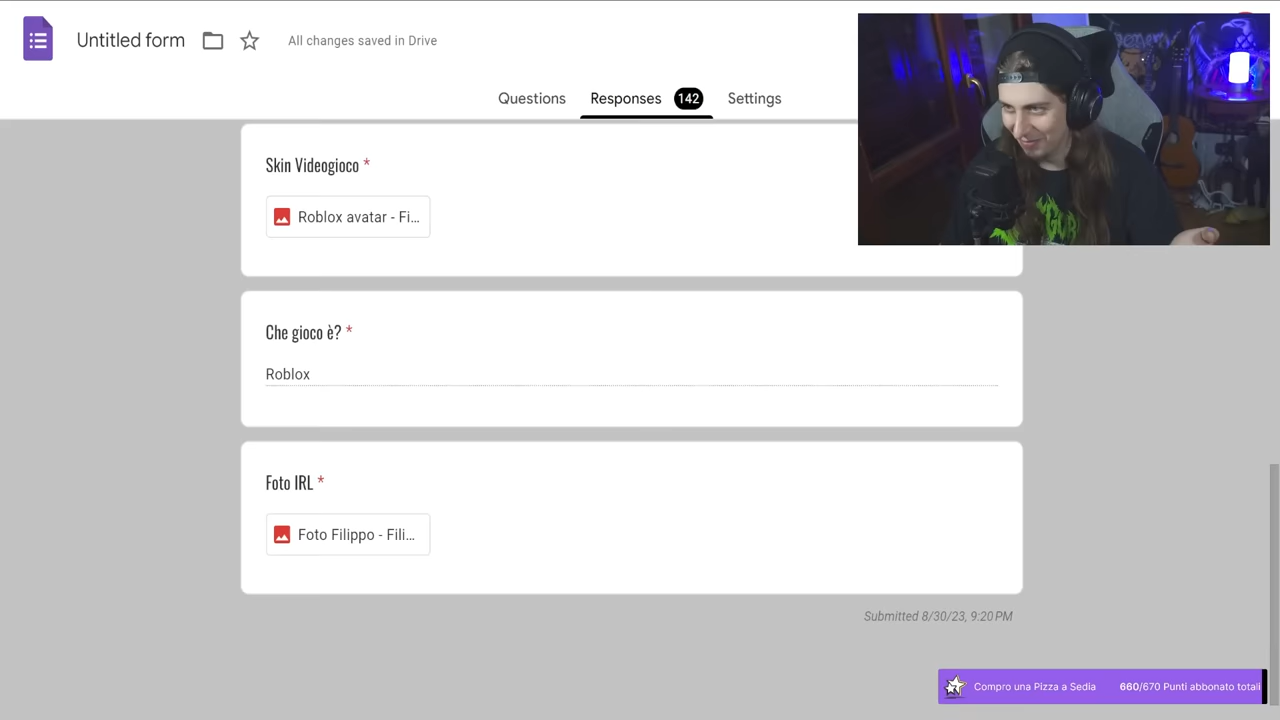 Untitled form
All changes saved in Drive
Questions
Responses 142
Settings
Skin Videogioco *
Roblox avatar - Fi...
Che gioco è? *
Roblox
Foto IRL *
Foto Filippo - Fili...
Submitted 8/30/23, 9:20 PM
Compro una Pizza a Sedia 660/670 Punti abbonato totali